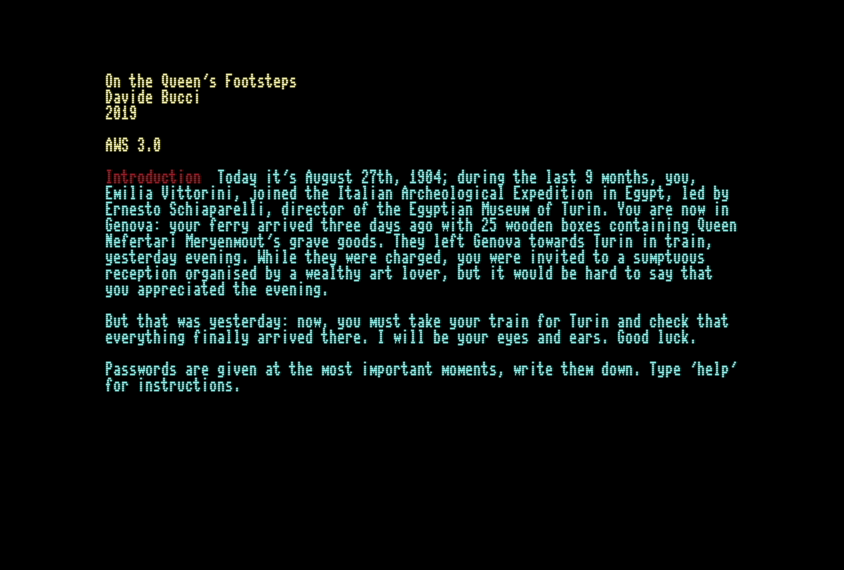 On the Queen's Footsteps
Davide Bucci
2019
AWS 3.0
Introduction  Today it's August 27th, 1904; during the last 9 months, you,
Emilia Vittorini, joined the Italian Archeological Expedition in Egypt, led by
Ernesto Schiaparelli, director of the Egyptian Museum of Turin. You are now in
Genova: your ferry arrived three days ago with 25 wooden boxes containing Queen
Nefertari Meryenmout's grave goods. They left Genova towards Turin in train,
yesterday evening. While they were charged, you were invited to a sumptuous
reception organised by a wealthy art lover, but it would be hard to say that
you appreciated the evening.
But that was yesterday: now, you must take your train for Turin and check that
everything finally arrived there. I will be your eyes and ears. Good luck.
Passwords are given at the most important moments, write them down. Type 'help'
for instructions.